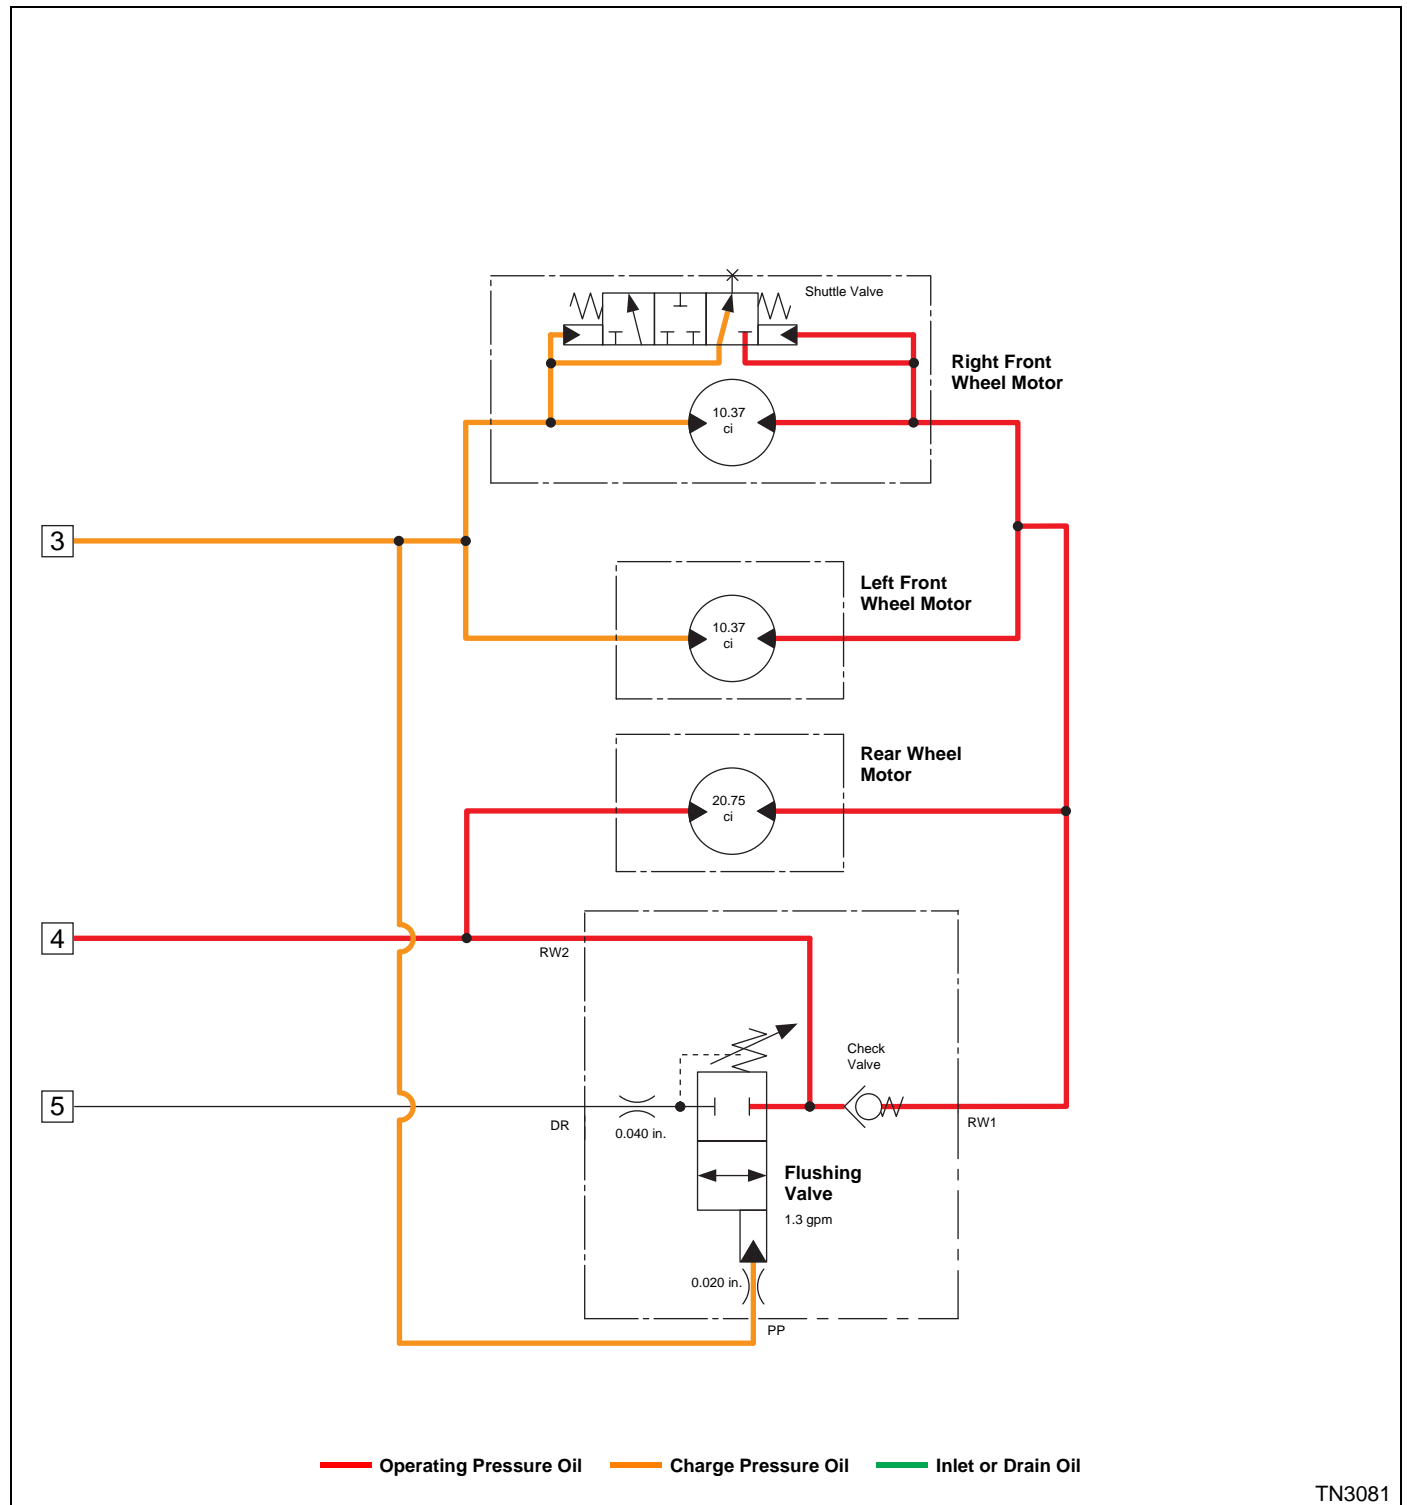 Shuttle Valve
Right Front
Wheel Motor
10.37
ci
3
Left Front
Wheel Motor
10.37
ci
Rear Wheel
Motor
20.75
ci
4
RW2
Check
Valve
5
DR
0.040 in.
RW1
Flushing
Valve
1.3 gpm
0.020 in.
PP
Operating Pressure Oil
Charge Pressure Oil
Inlet or Drain Oil
TN3081